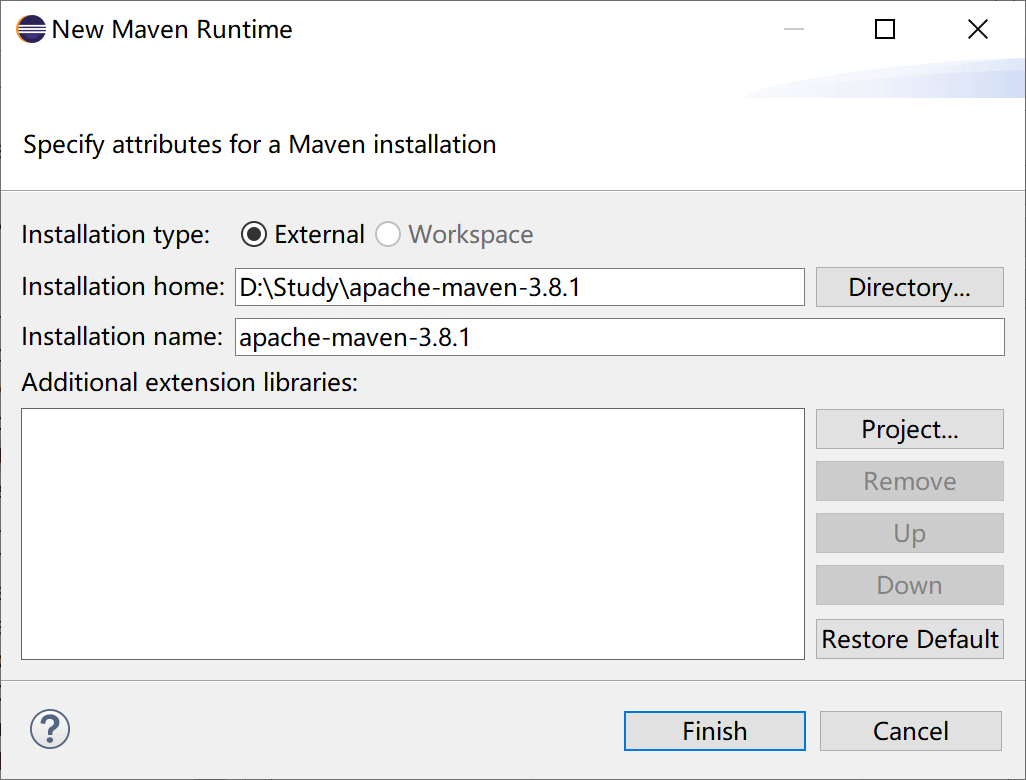 New Maven Runtime
Specify attributes for a Maven installation
Installation type: External Workspace
Installation home: D:\Study\apache-maven-3.8.1 Directory...
Installation name: apache-maven-3.8.1
Additional extension libraries:
Project...
Remove
Up
Down
Restore Default
? Finish Cancel